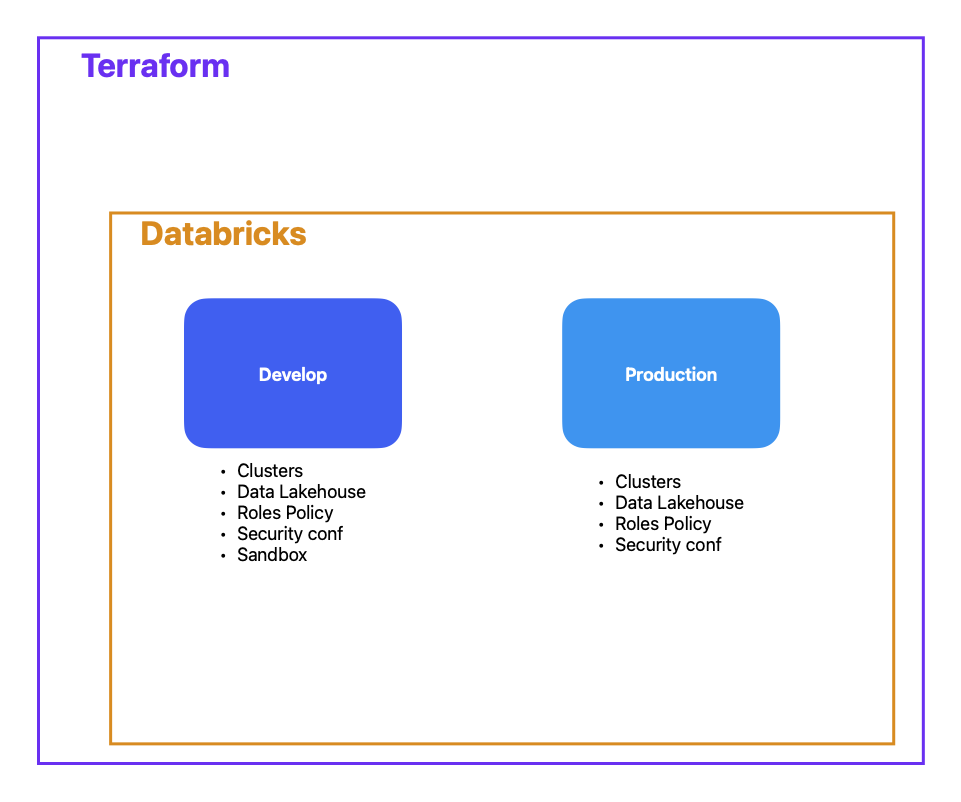 Terraform
Databricks
Develop
Production
• Clusters
• Data Lakehouse
• Roles Policy
• Security conf
• Sandbox
• Clusters
• Data Lakehouse
• Roles Policy
• Security conf